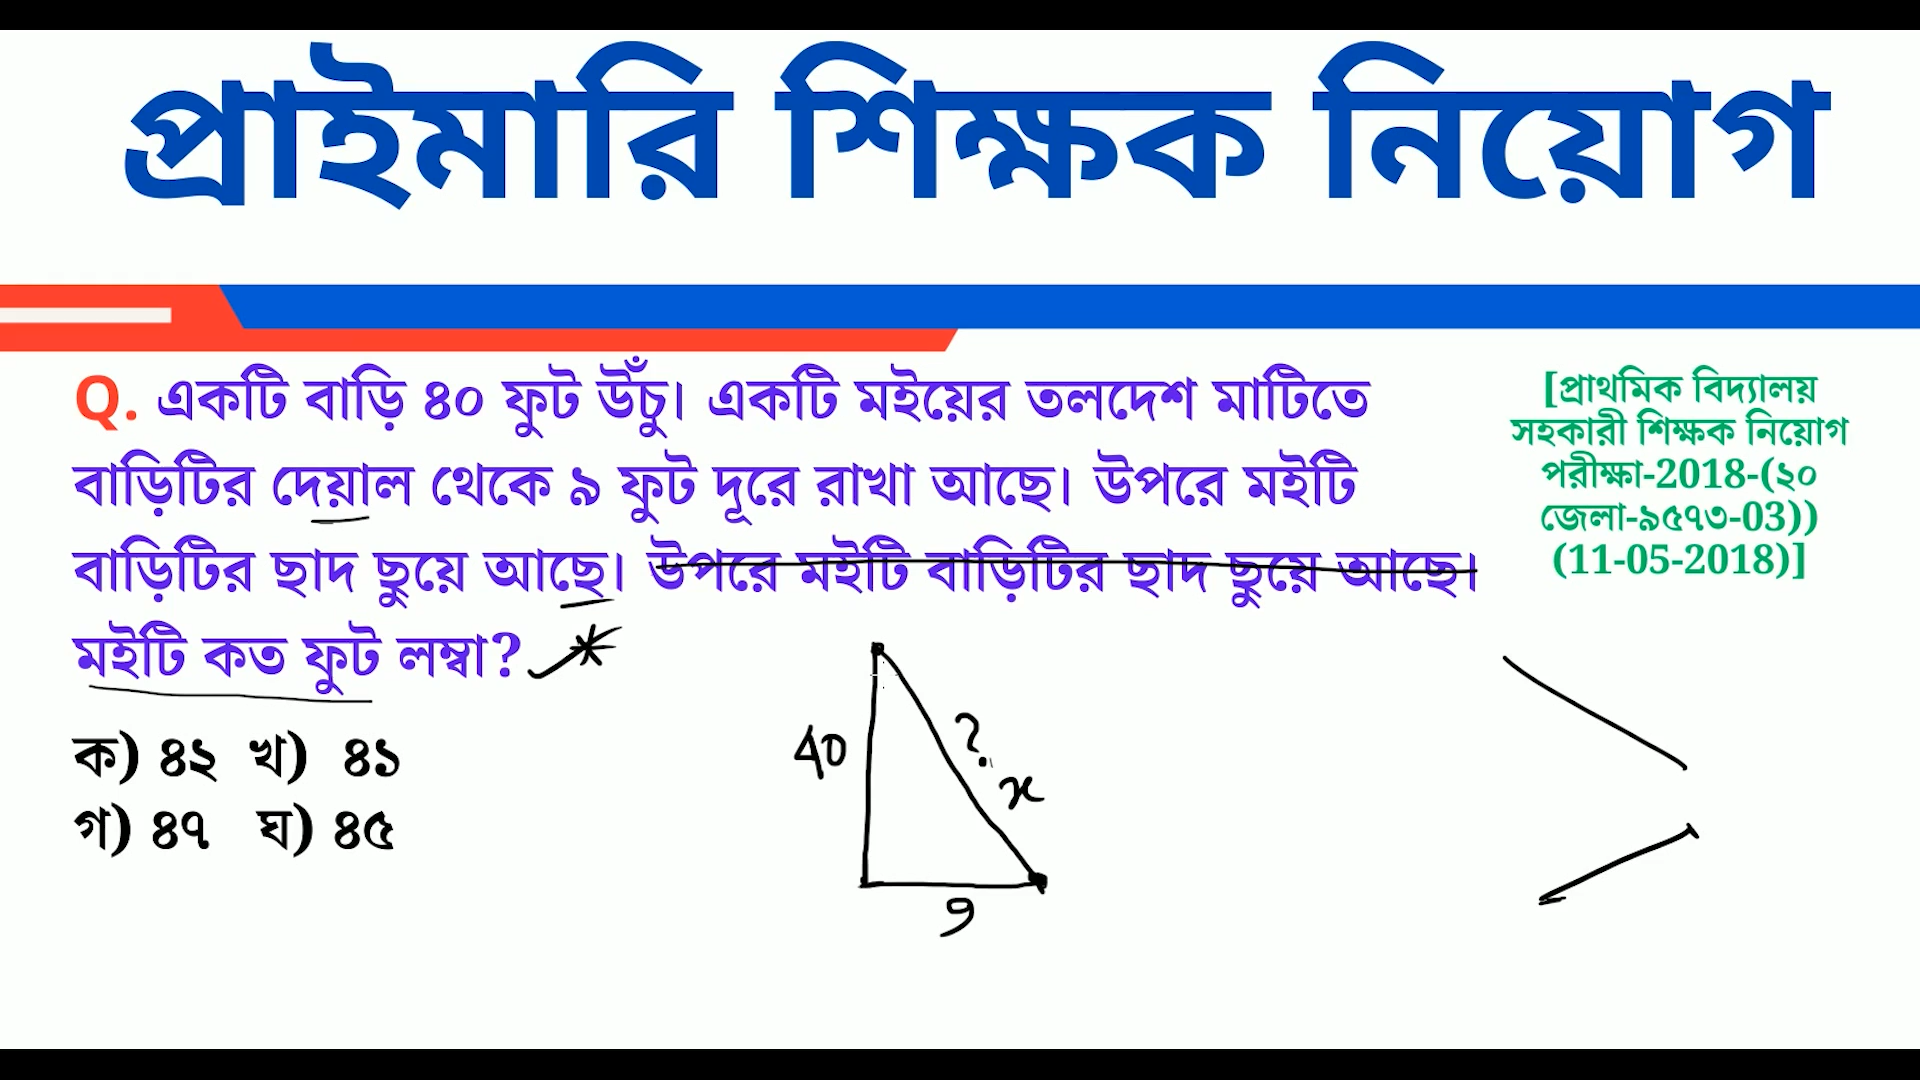 প্রাইমারি শিক্ষক নিয়োগ
Q. একটি বাড়ি ৪০ ফুট উঁচু। একটি মইয়ের তলদেশ মাটিতে
বাড়িটির দেয়াল থেকে ৯ ফুট দূরে রাখা আছে। উপরে মইটি
বাড়িটির ছাদ ছুয়ে আছে। উপরে মইটি বাড়িটির ছাদ ছুয়ে আছে।
মইটি কত ফুট লম্বা?
ক) ৪২ খ) ৪১
গ) ৪৭ ঘ) ৪৫
[প্রাথমিক বিদ্যালয়
সহকারী শিক্ষক নিয়োগ
পরীক্ষা-2018-(২০
জেলা-৯৫৭৩-03))
(11-05-2018)]
40
?
x
9